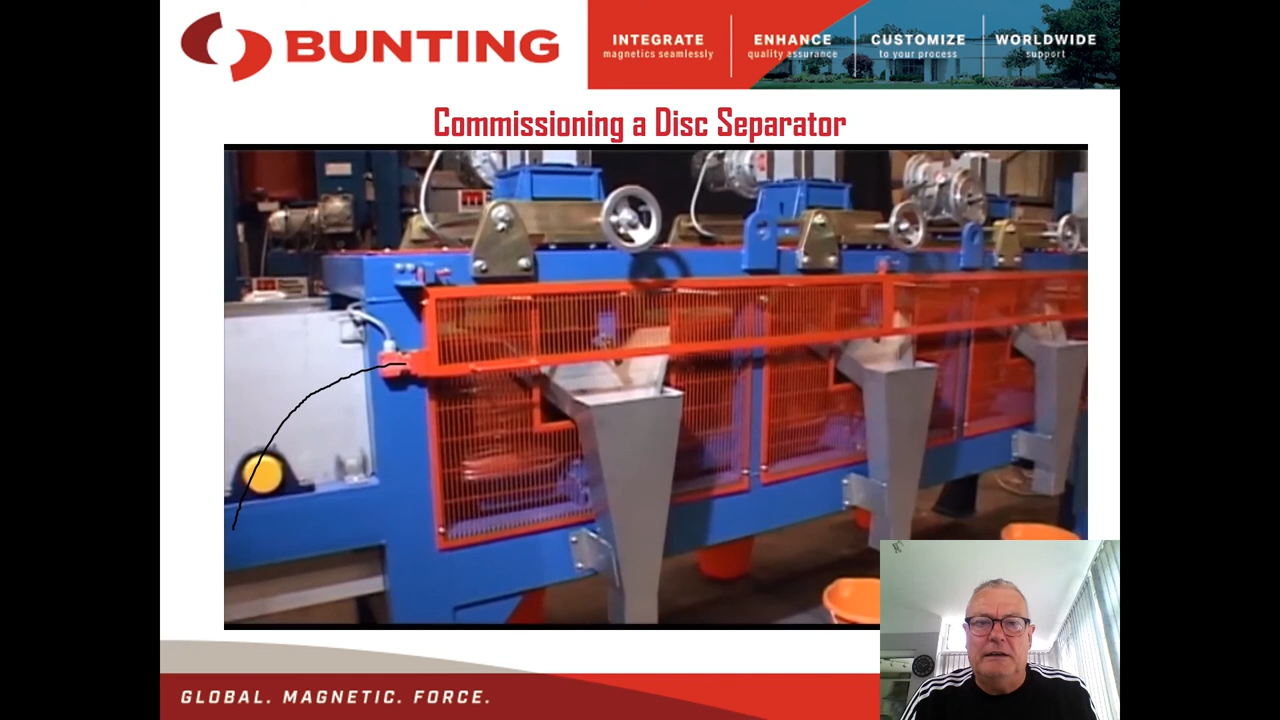 BUNTING
INTEGRATE
magnetics seamlessly
ENHANCE
quality assurance
CUSTOMIZE
to your process
WORLDWIDE
support
Commissioning a Disc Separator
GLOBAL. MAGNETIC. FORCE.